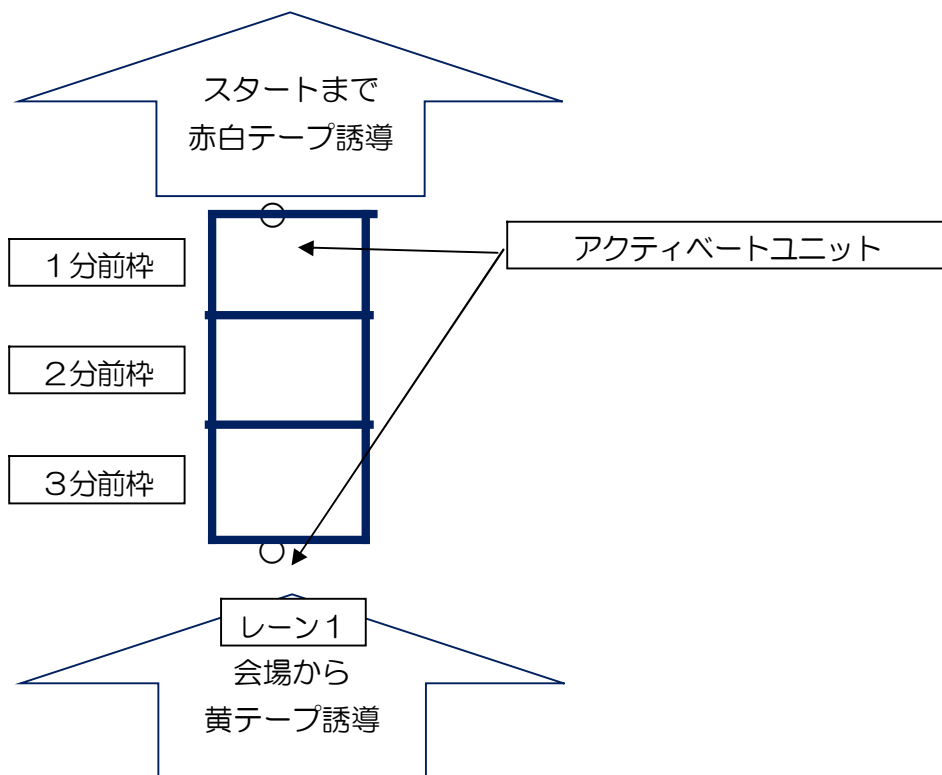 スタートまで
赤白テープ誘導
１分前枠
アクティベートユニット
２分前枠
３分前枠
レーン１
会場から
黄テープ誘導